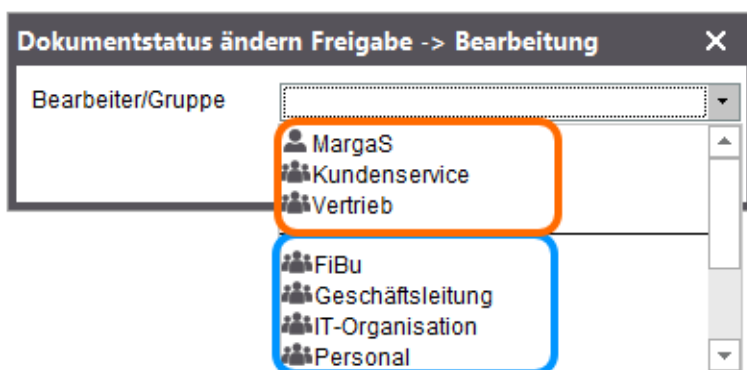 Dokumentstatus ändern Freigabe -> Bearbeitung
Bearbeiter/Gruppe
MargaS
Kundenservice
Vertrieb
FiBu
Geschäftsleitung
IT-Organisation
Personal